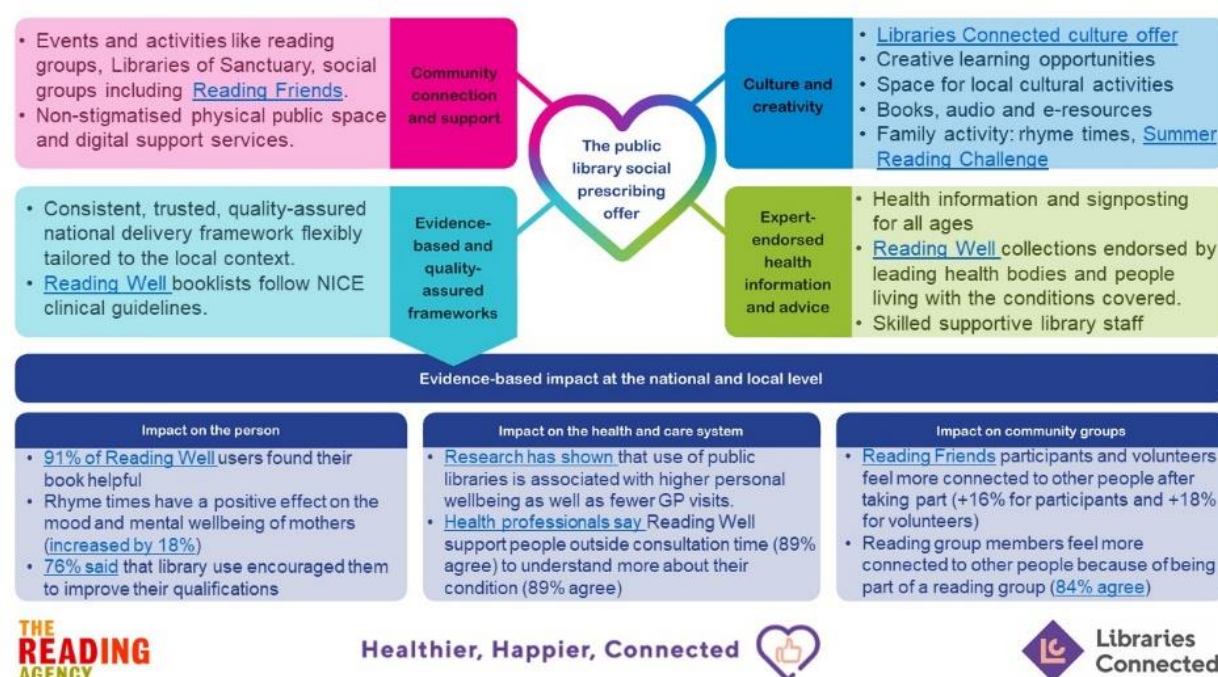 • Events and activities like reading
groups, Libraries of Sanctuary, social
groups including Reading Friends.
• Non-stigmatised physical public space
and digital support services.
Community
connection
and support
The public
library social
prescribing
offer
Culture and
creativity
• Libraries Connected culture offer
• Creative learning opportunities
• Space for local cultural activities
• Books, audio and e-resources
• Family activity: rhyme times, Summer
Reading Challenge
• Consistent, trusted, quality-assured
national delivery framework flexibly
tailored to the local context.
• Reading Well booklists follow NICE
clinical guidelines.
Evidence-
based and
quality-
assured
frameworks
Expert-
endorsed
health
information
and advice
• Health information and signposting
for all ages
• Reading Well collections endorsed by
leading health bodies and people
living with the conditions covered.
• Skilled supportive library staff
Evidence-based impact at the national and local level
Impact on the person
• 91% of Reading Well users found their
book helpful
• Rhyme times have a positive effect on the
mood and mental wellbeing of mothers
(increased by 18%)
• 76% said that library use encouraged them
to improve their qualifications
Impact on the health and care system
• Research has shown that use of public
libraries is associated with higher personal
wellbeing as well as fewer GP visits.
• Health professionals say Reading Well
support people outside consultation time (89%
agree) to understand more about their
condition (89% agree)
Impact on community groups
• Reading Friends participants and volunteers
feel more connected to other people after
taking part (+16% for participants and +18%
for volunteers)
• Reading group members feel more
connected to other people because of being
part of a reading group (84% agree)
THE
READING
AGENCY
Healthier, Happier, Connected
LC
Libraries
Connected